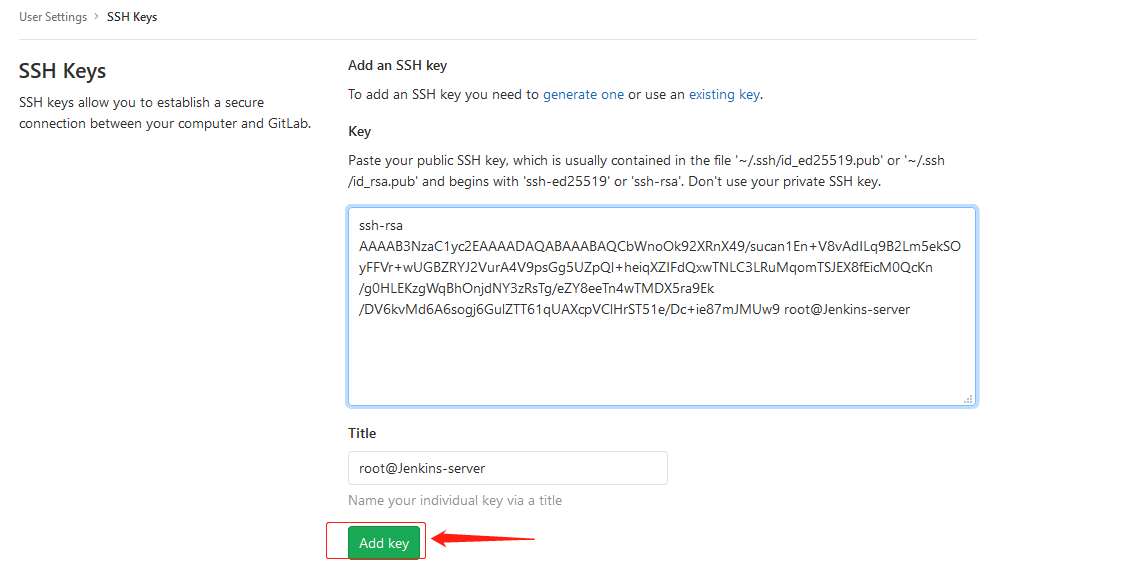 User Settings > SSH Keys
SSH Keys
SSH keys allow you to establish a secure
connection between your computer and GitLab.
Add an SSH key
To add an SSH key you need to generate one or use an existing key.
Key
Paste your public SSH key, which is usually contained in the file '~/.ssh/id_ed25519.pub' or '~/.ssh
/id_rsa.pub' and begins with 'ssh-ed25519' or 'ssh-rsa'. Don't use your private SSH key.
ssh-rsa
AAAAB3NzaC1yc2EAAAADAQABAAABAQCbWnoOk92XRnX49/sucan1En+V8vAdILq9B2Lm5ekSO
yFFVr+wUGBZRYJ2VurA4V9psGg5UZpQI+heiqXZIFdQxwTNLC3LRuMqomTSJEX8fEicM0QcKn
/g0HLEKzgWqBhOnjdNY3zRsTg/eZY8eeTn4wTMDX5ra9Ek
/DV6kvMd6A6sogj6GulZTT61qUAXcpVClHrST51e/Dc+ie87mJMUw9 root@Jenkins-server
Title
root@Jenkins-server
Name your individual key via a title
Add key